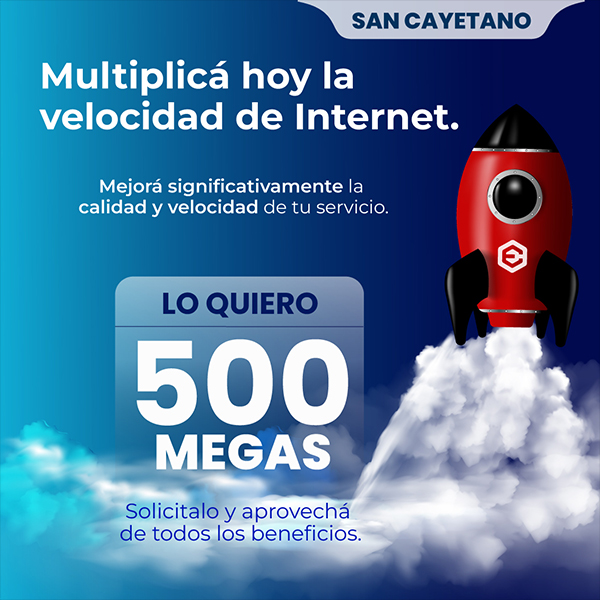 SAN CAYETANO
Multiplicá hoy la
velocidad de Internet.
Mejorá significativamente la
calidad y velocidad de tu servicio.
LO QUIERO
500
MEGAS
Solicitalo y aprovechá
de todos los beneficios.